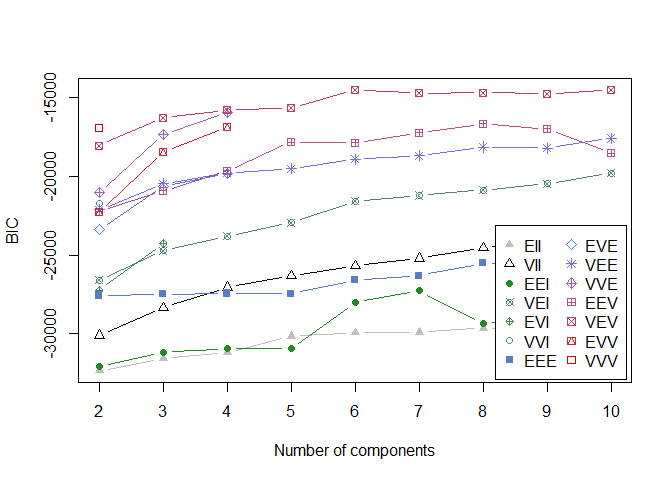 -15000
-20000
-25000
-30000
BIC
2 3 4 5 6 7 8 9 10
Number of components
EII EVE
VII VEE
EEI VVE
VEI EEV
EVI VEV
VVI EVV
EEE VVV